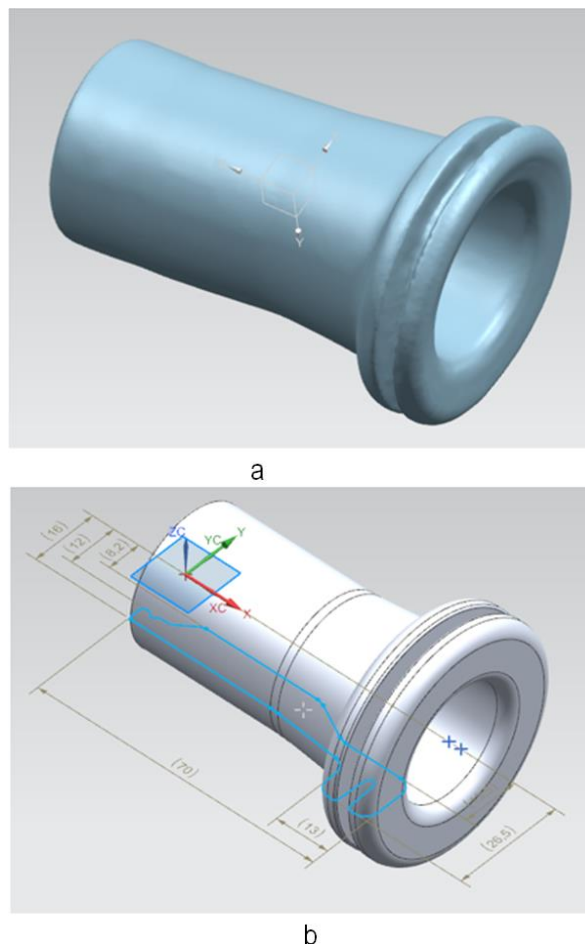 Y
a
(16)
(12)
(8,2)
ZC
YC
Y
XC
X
(70)
(13)
(26,5)
b